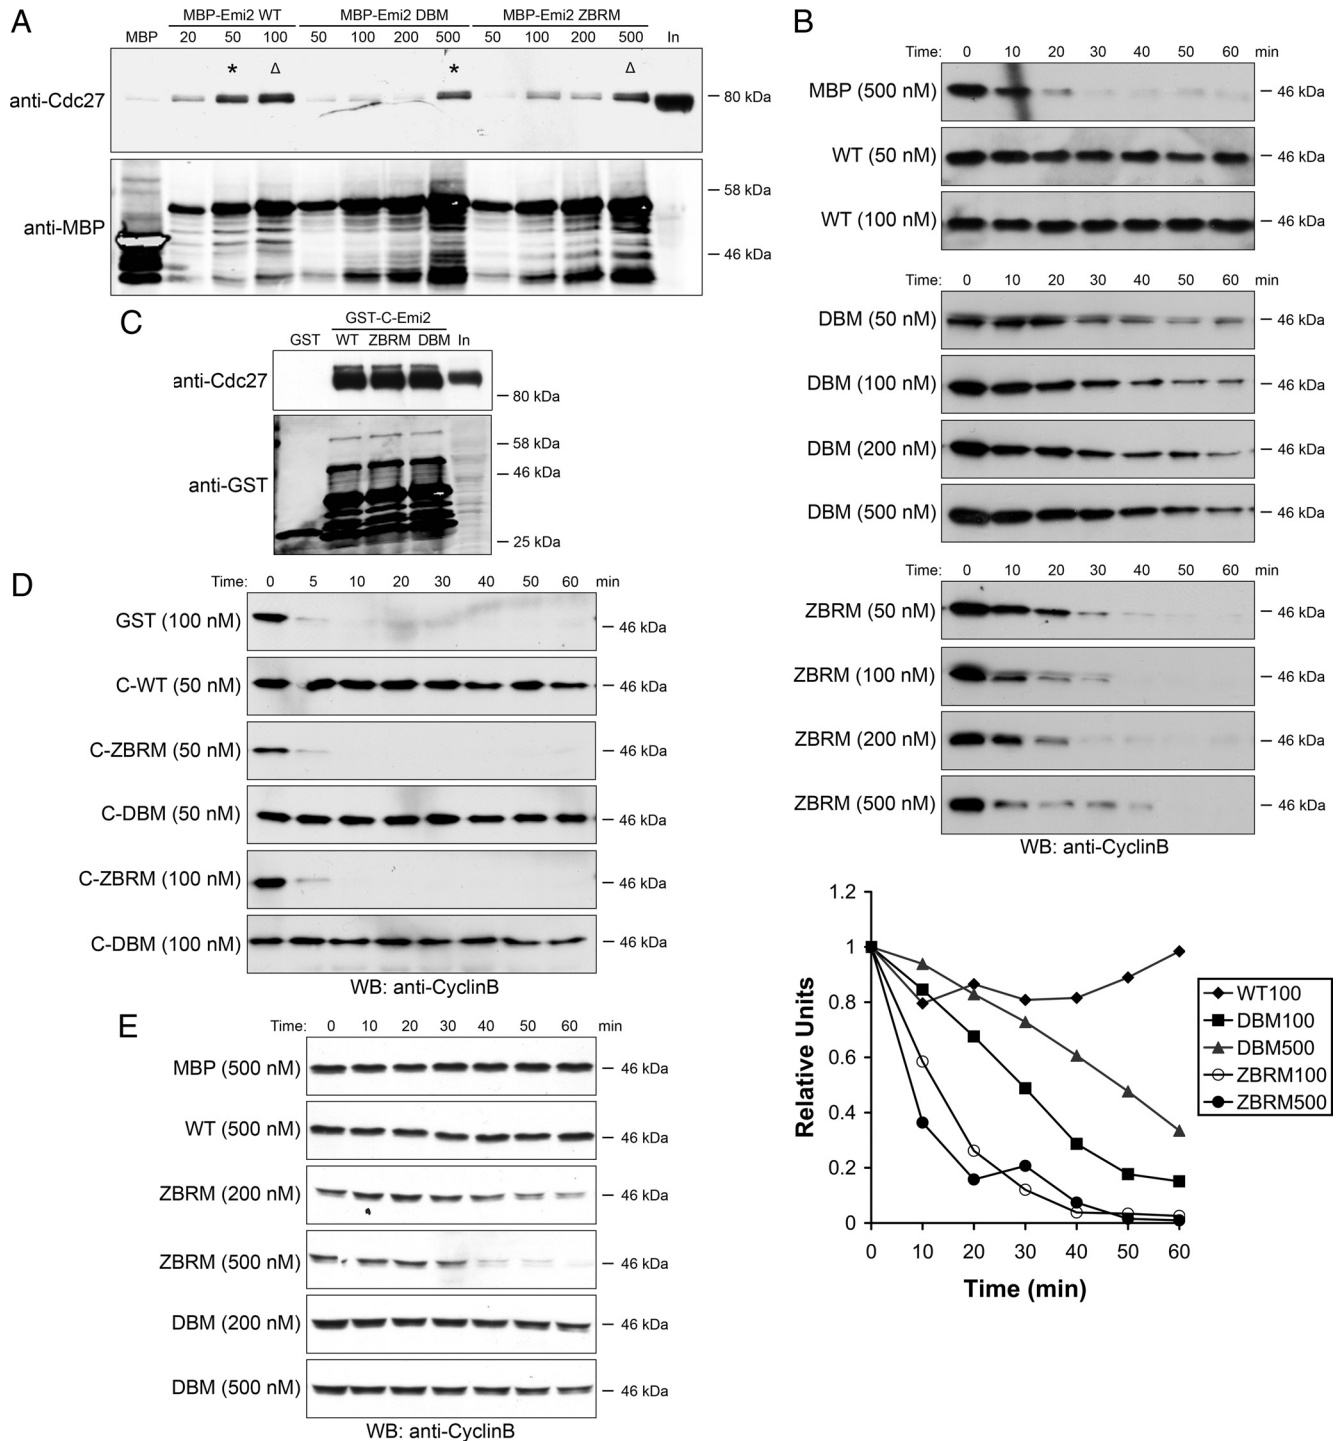 A
MBP-Emi2 WT MBP-Emi2 DBM MBP-Emi2 ZBRM
MBP 20 50 100 50 100 200 500 50 100 200 500 In
* Δ * Δ
anti-Cdc27
80 kDa
anti-MBP
58 kDa
46 kDa
B
Time: 0 10 20 30 40 50 60 min
MBP (500 nM) 46 kDa
WT (50 nM) 46 kDa
WT (100 nM) 46 kDa
Time: 0 10 20 30 40 50 60 min
DBM (50 nM) 46 kDa
DBM (100 nM) 46 kDa
DBM (200 nM) 46 kDa
DBM (500 nM) 46 kDa
Time: 0 10 20 30 40 50 60 min
ZBRM (50 nM) 46 kDa
ZBRM (100 nM) 46 kDa
ZBRM (200 nM) 46 kDa
ZBRM (500 nM) 46 kDa
WB: anti-CyclinB
1.2
1
0.8
0.6
0.4
0.2
0
Relative Units
0 10 20 30 40 50 60
Time (min)
WT100
DBM100
DBM500
ZBRM100
ZBRM500
C
GST-C-Emi2
GST WT ZBRM DBM In
anti-Cdc27
80 kDa
anti-GST
58 kDa
46 kDa
25 kDa
D
Time: 0 5 10 20 30 40 50 60 min
GST (100 nM) 46 kDa
C-WT (50 nM) 46 kDa
C-ZBRM (50 nM) 46 kDa
C-DBM (50 nM) 46 kDa
C-ZBRM (100 nM) 46 kDa
C-DBM (100 nM) 46 kDa
WB: anti-CyclinB
E
Time: 0 10 20 30 40 50 60 min
MBP (500 nM) 46 kDa
WT (500 nM) 46 kDa
ZBRM (200 nM) 46 kDa
ZBRM (500 nM) 46 kDa
DBM (200 nM) 46 kDa
DBM (500 nM) 46 kDa
WB: anti-CyclinB